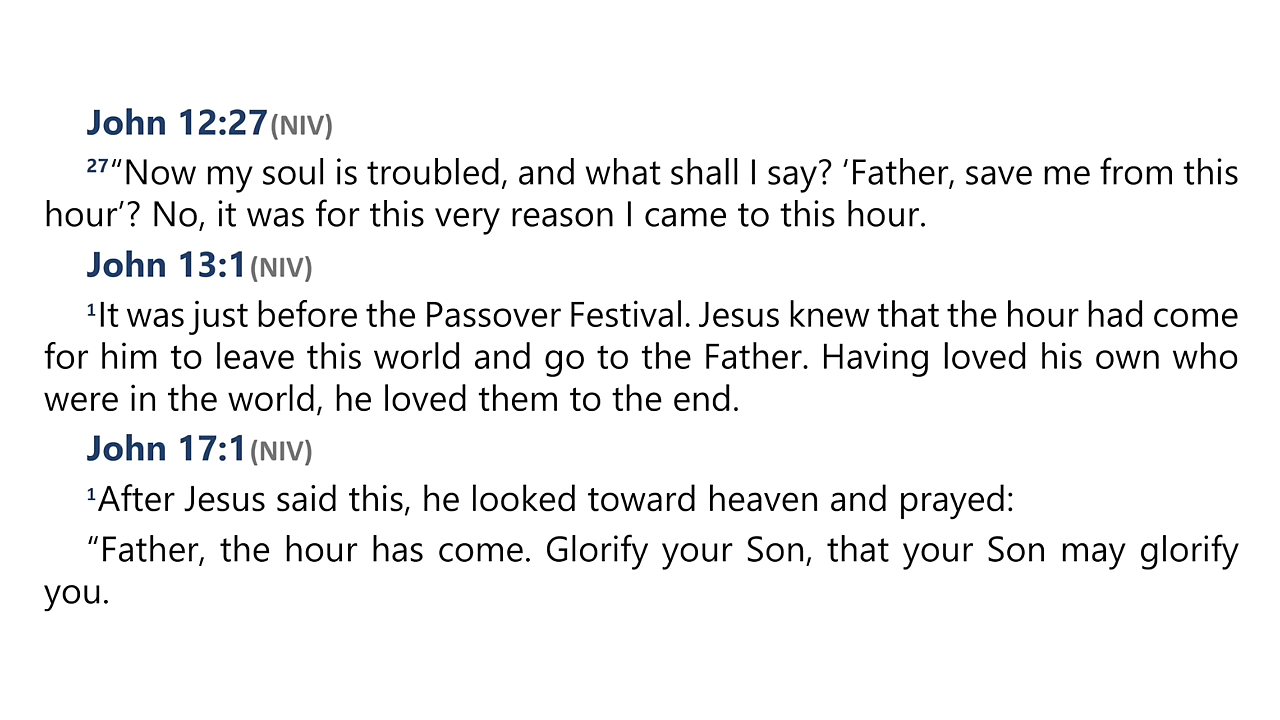 John 12:27 (NIV)
27“Now my soul is troubled, and what shall I say? ‘Father, save me from this
hour’? No, it was for this very reason I came to this hour.
John 13:1 (NIV)
1It was just before the Passover Festival. Jesus knew that the hour had come
for him to leave this world and go to the Father. Having loved his own who
were in the world, he loved them to the end.
John 17:1 (NIV)
1After Jesus said this, he looked toward heaven and prayed:
“Father, the hour has come. Glorify your Son, that your Son may glorify
you.